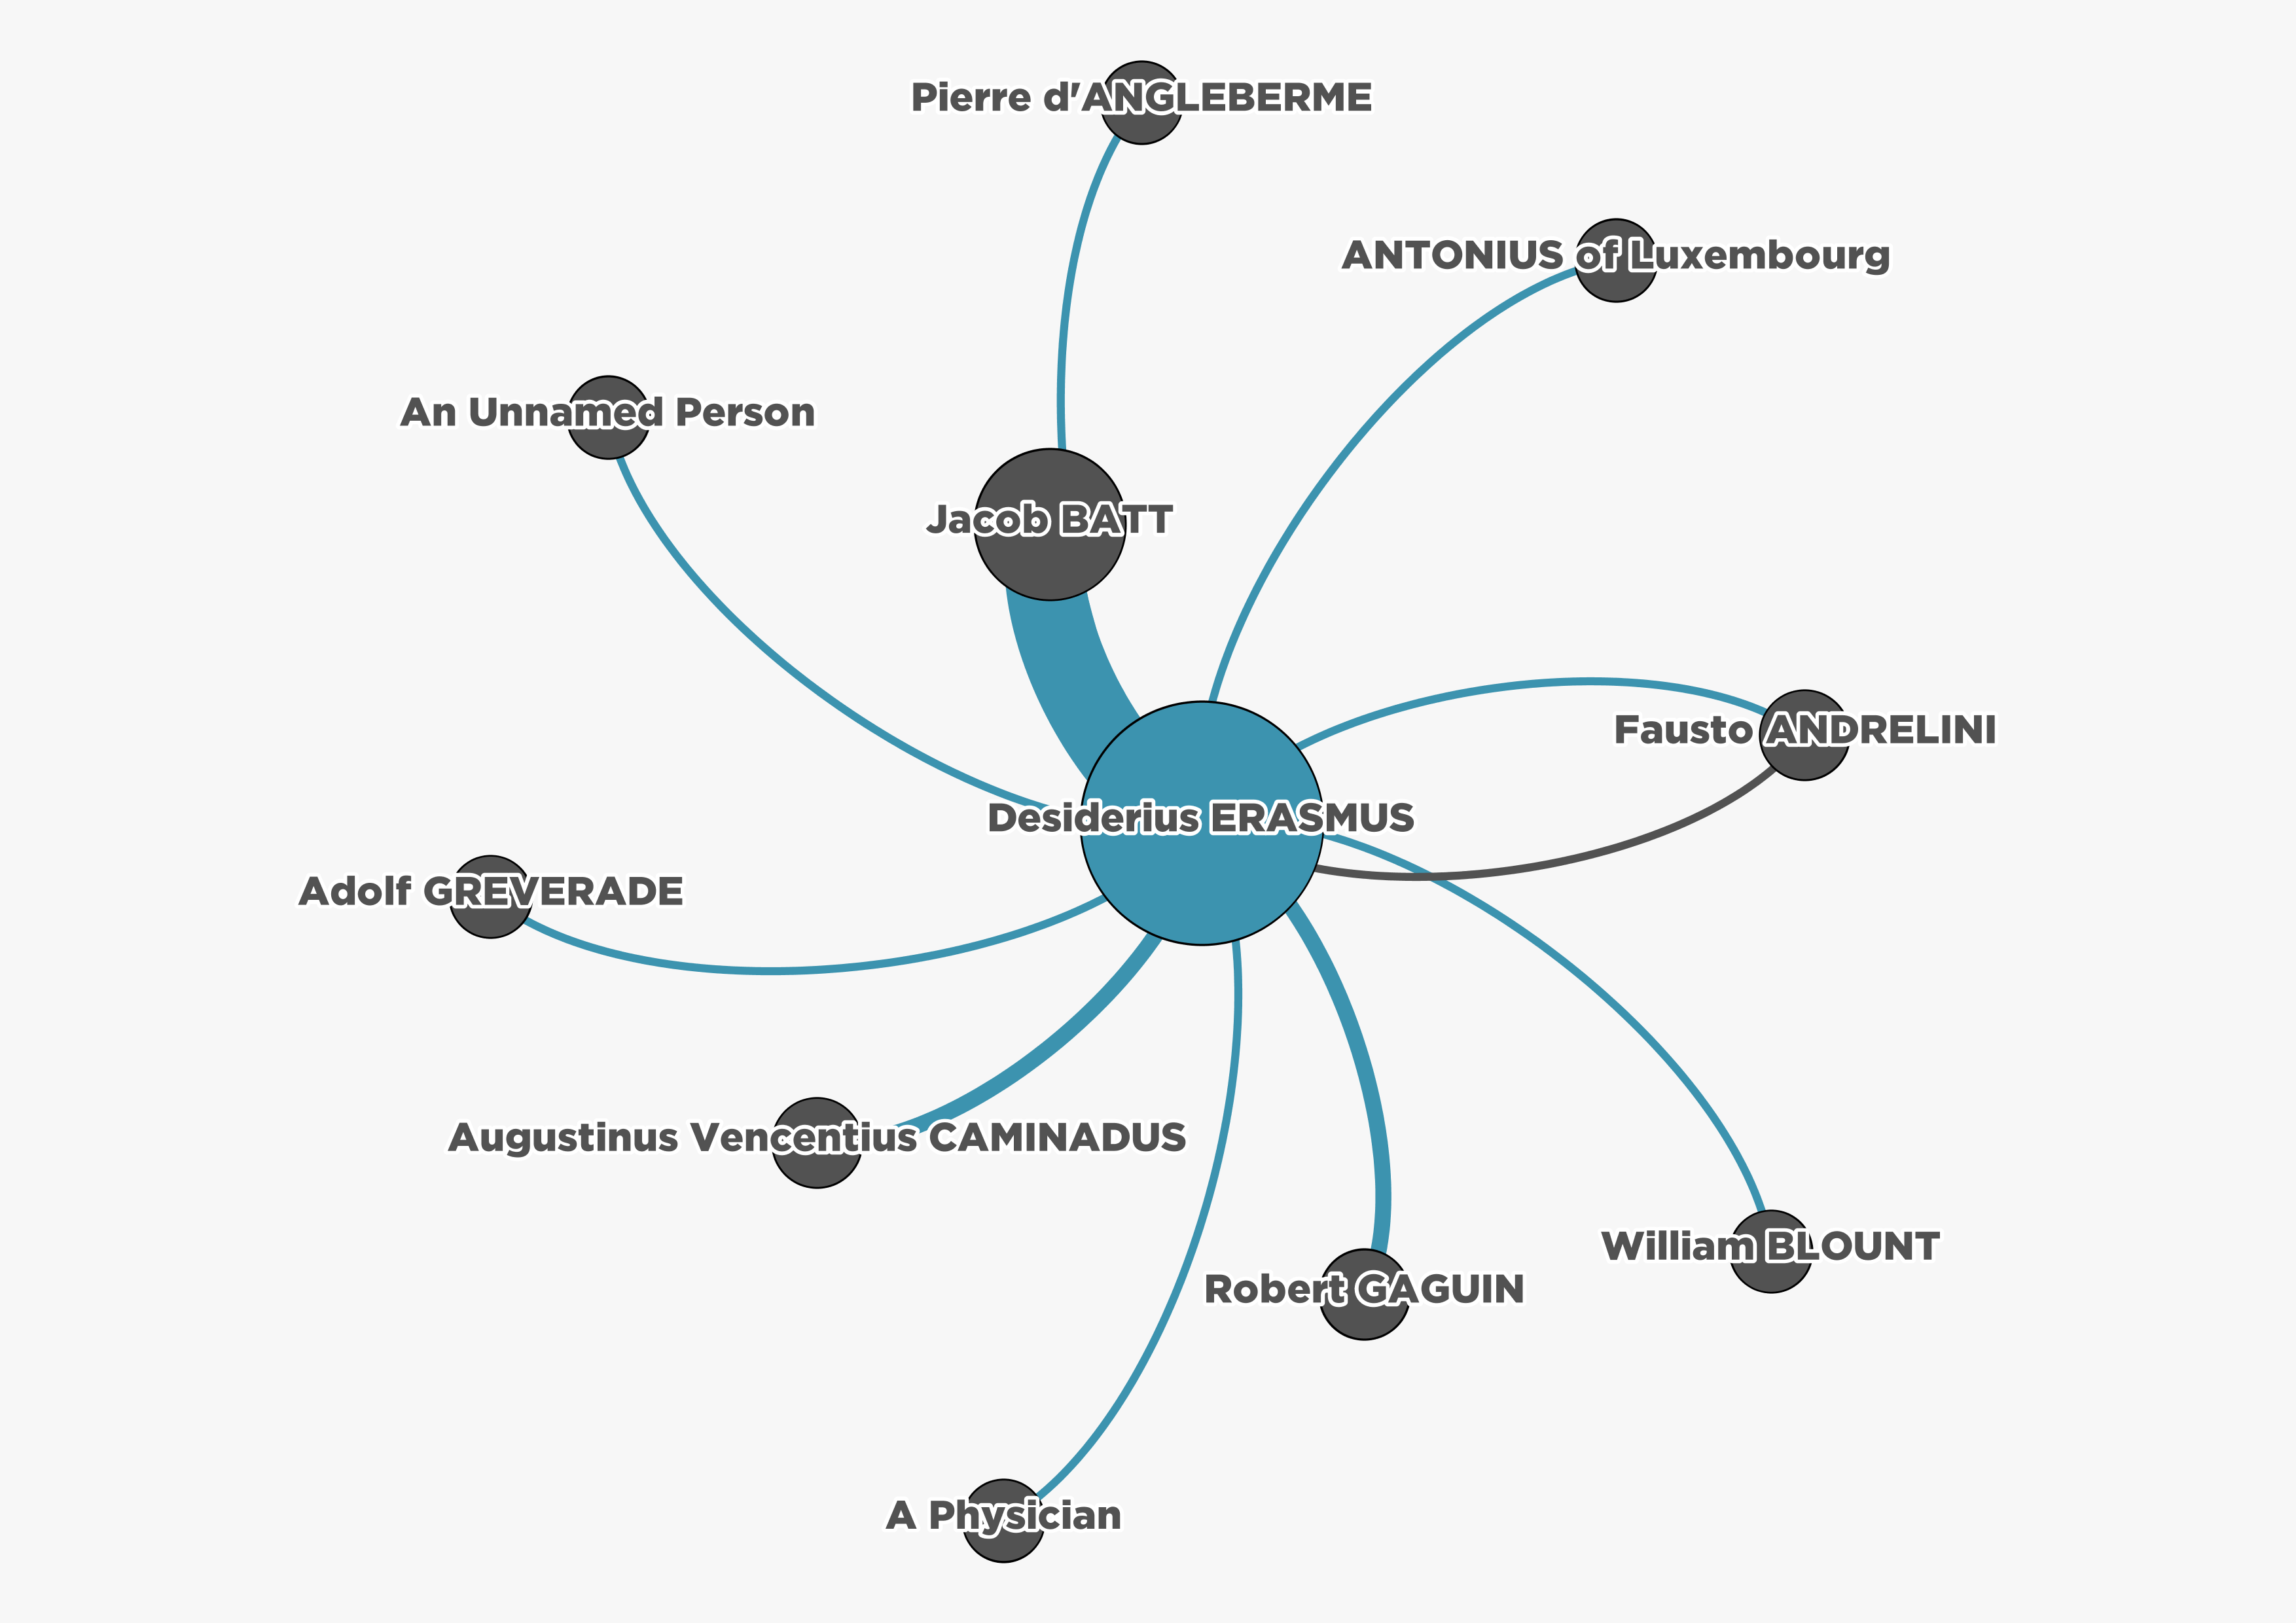 Pierre d'ANGLEBERME
ANTONIUS of Luxembourg
An Unnamed Person
Jacob BATT
Fausto ANDRELINI
Desiderius ERASMUS
Adolf GREVERADE
Augustinus Vencentius CAMINADUS
William BLOUNT
Robert GAGUIN
A Physician